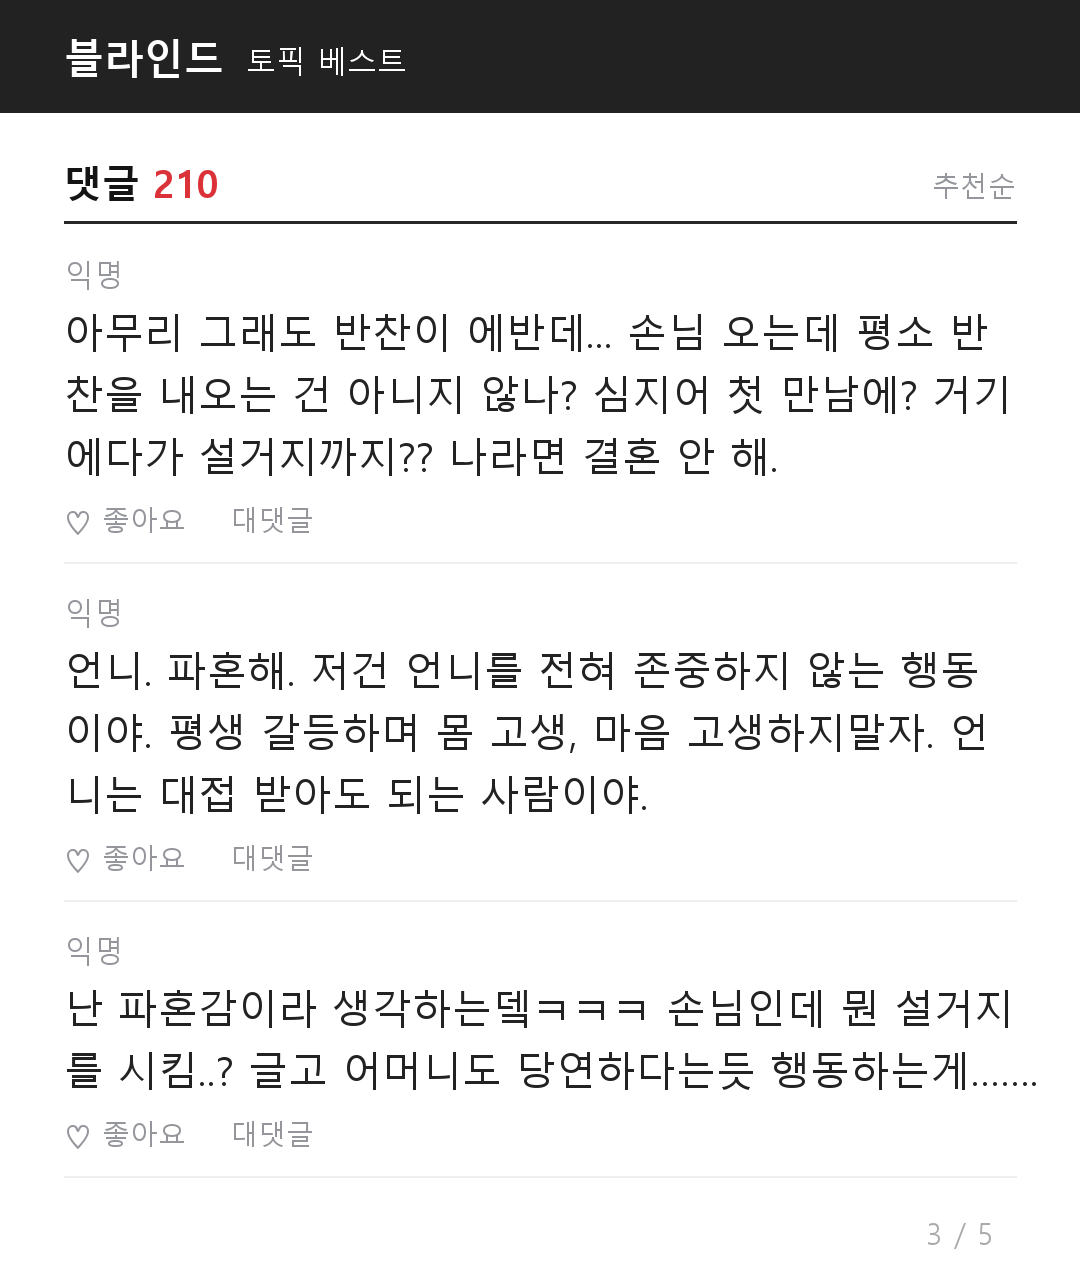 블라인드 토픽 베스트
댓글 210 추천순
익명
아무리 그래도 반찬이 에반데... 손님 오는데 평소 반
찬을 내오는 건 아니지 않나? 심지어 첫 만남에? 거기
에다가 설거지까지?? 나라면 결혼 안 해.
♡ 좋아요 대댓글
익명
언니. 파혼해. 저건 언니를 전혀 존중하지 않는 행동
이야. 평생 갈등하며 몸 고생, 마음 고생하지말자. 언
니는 대접 받아도 되는 사람이야.
♡ 좋아요 대댓글
익명
난 파혼감이라 생각하는뎈ㅋㅋㅋ 손님인데 뭔 설거지
를 시킴..? 글고 어머니도 당연하다는듯 행동하는게.......
♡ 좋아요 대댓글
3 / 5